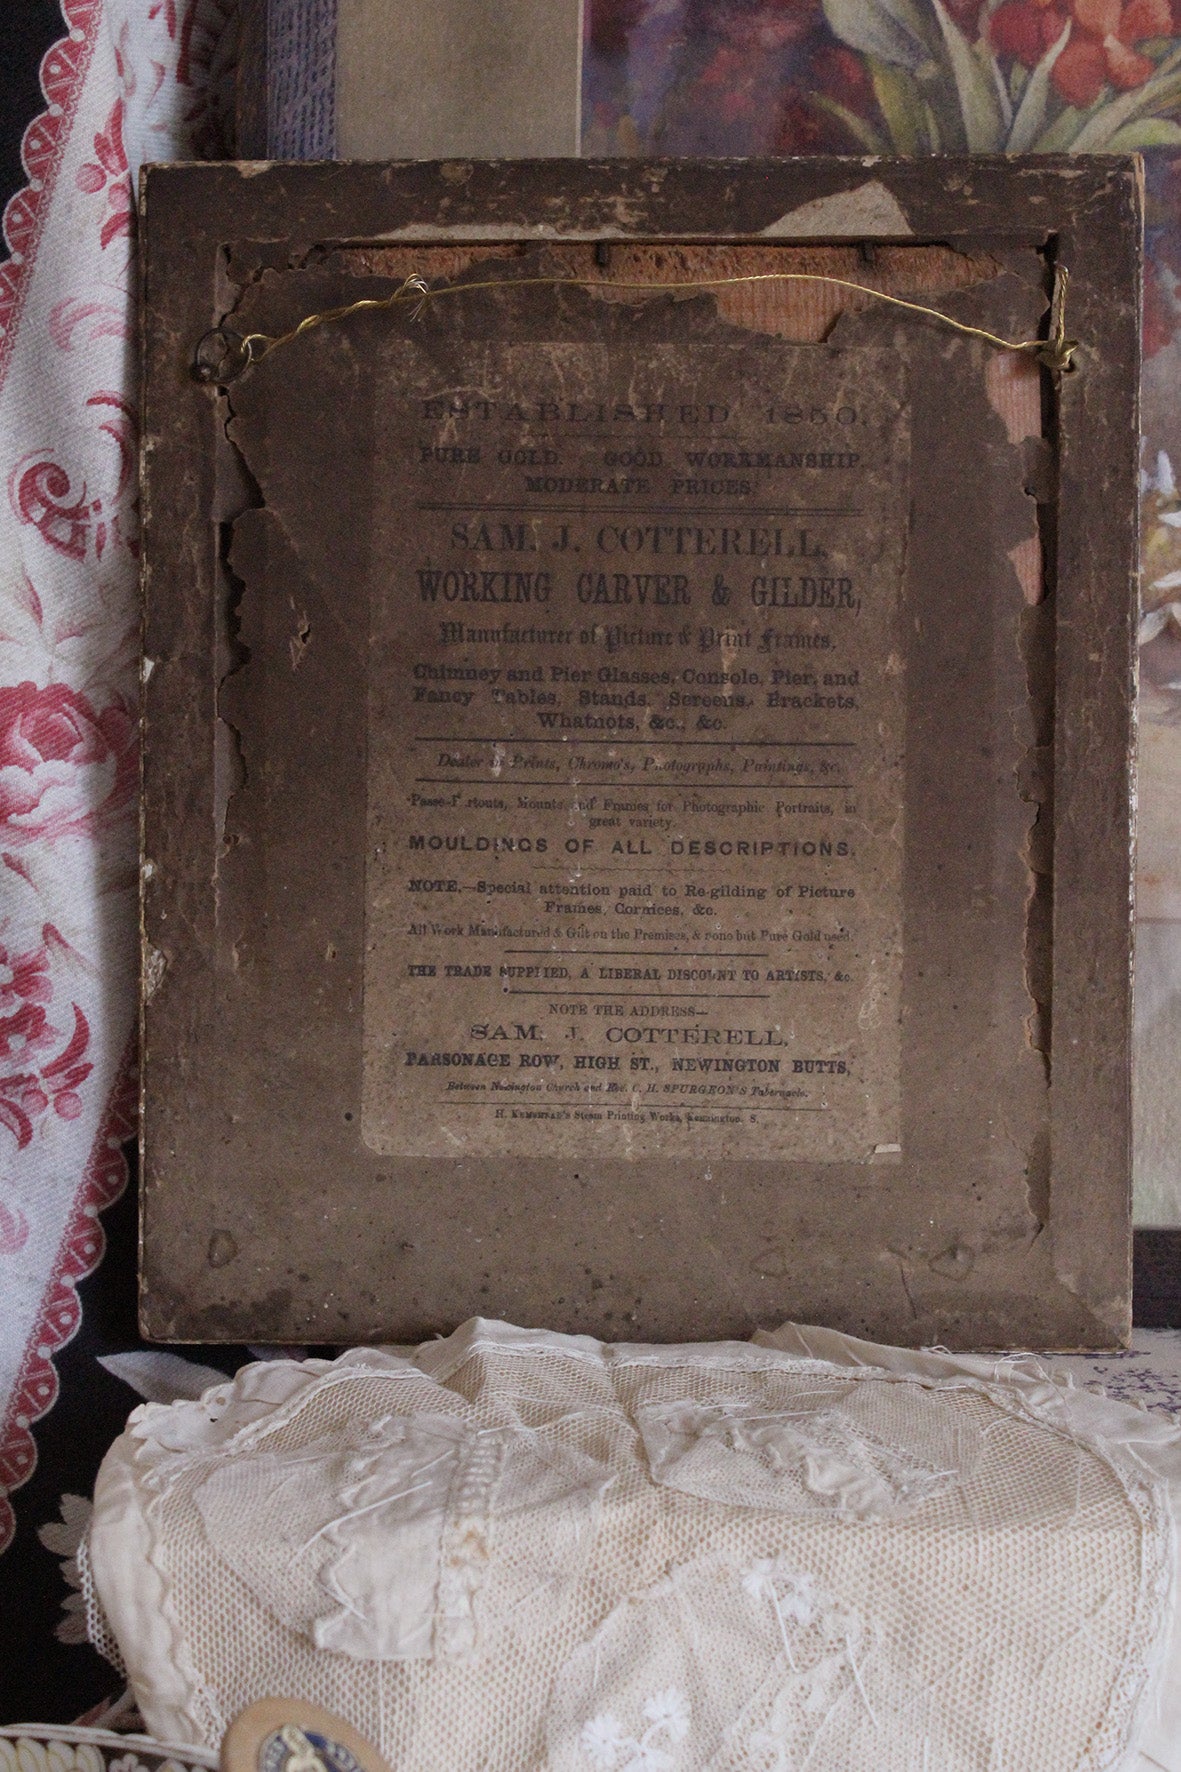 ESTABLISHED 1850.
PURE GOLD. GOOD WORKMANSHIP.
MODERATE PRICES.
SAM. J. COTTERELL,
WORKING CARVER & GILDER,
Manufacturer of Picture & Print Frames,
Chimney and Pier Glasses, Console, Pier, and
Fancy Tables, Stands, Screens, Brackets,
Whatnots, &c., &c.
Dealer in Prints, Chromo's, Photographs, Paintings, &c.
Mounts and Frames for Photographic Portraits, in
great variety.
MOULDINGS OF ALL DESCRIPTIONS.
NOTE.—Special attention paid to Re-gilding of Picture
Frames, Cornices, &c.
All Work Manufactured & Gilt on the Premises, & none but Pure Gold used.
THE TRADE SUPPLIED, A LIBERAL DISCOUNT TO ARTISTS, &c.
NOTE THE ADDRESS—
SAM. J. COTTERELL,
PARSONAGE ROW, HIGH ST., NEWINGTON BUTTS,
Between Newington Church and Rev. C. H. SPURGEON'S Tabernacle.
H. Steam Printing Works, Kennington. S.